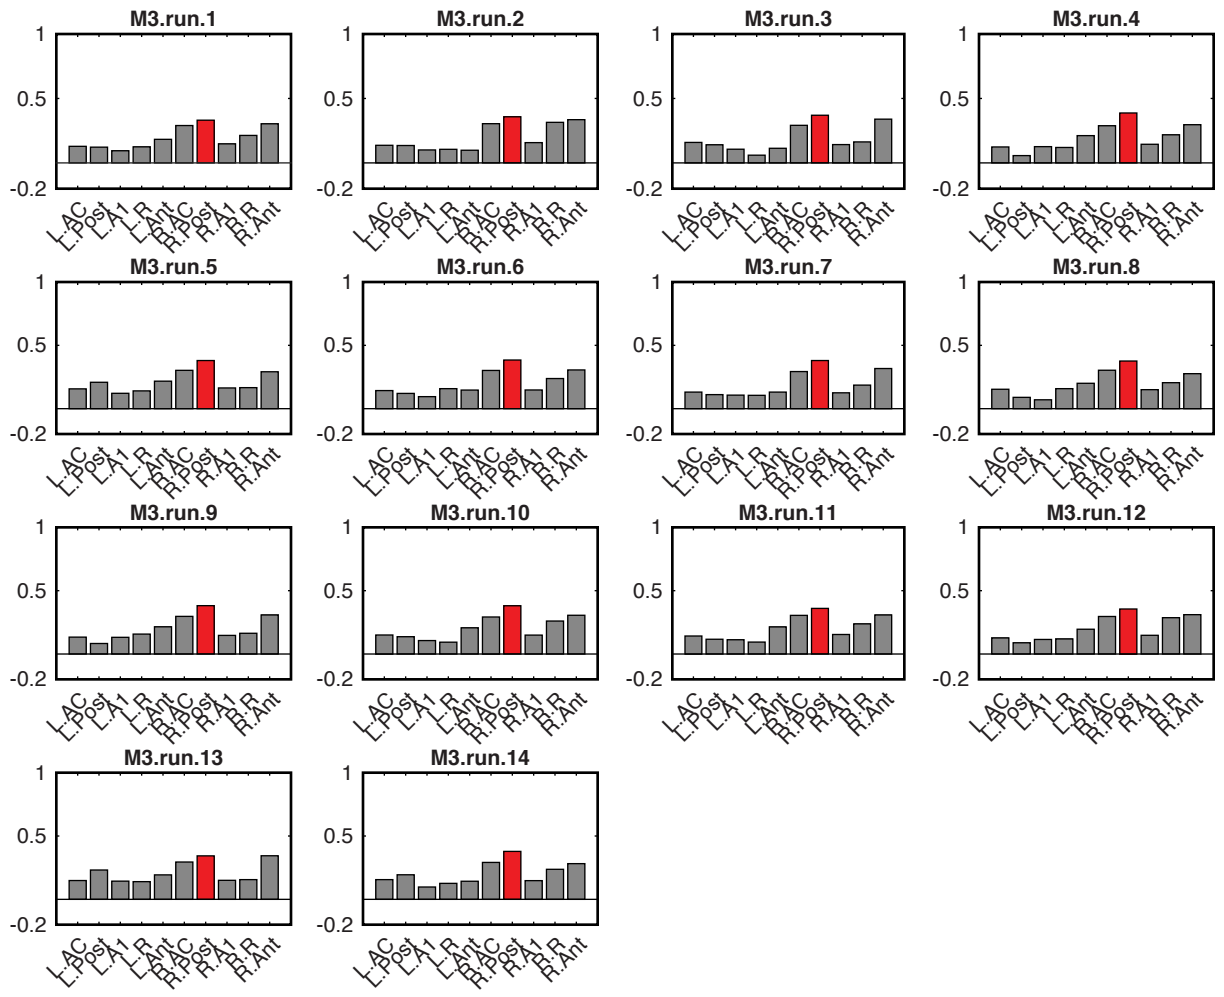 M3.run.1 M3.run.2 M3.run.3 M3.run.4
1 1 1 1
0.5 0.5 0.5 0.5
-0.2 -0.2 -0.2 -0.2
L.AC L.Post L.A1 L.R L.Ant R.AC R.Post R.A1 R.R R.Ant L.AC L.Post L.A1 L.R L.Ant R.AC R.Post R.A1 R.R R.Ant L.AC L.Post L.A1 L.R L.Ant R.AC R.Post R.A1 R.R R.Ant L.AC L.Post L.A1 L.R L.Ant R.AC R.Post R.A1 R.R R.Ant
M3.run.5 M3.run.6 M3.run.7 M3.run.8
1 1 1 1
0.5 0.5 0.5 0.5
-0.2 -0.2 -0.2 -0.2
L.AC L.Post L.A1 L.R L.Ant R.AC R.Post R.A1 R.R R.Ant L.AC L.Post L.A1 L.R L.Ant R.AC R.Post R.A1 R.R R.Ant L.AC L.Post L.A1 L.R L.Ant R.AC R.Post R.A1 R.R R.Ant L.AC L.Post L.A1 L.R L.Ant R.AC R.Post R.A1 R.R R.Ant
M3.run.9 M3.run.10 M3.run.11 M3.run.12
1 1 1 1
0.5 0.5 0.5 0.5
-0.2 -0.2 -0.2 -0.2
L.AC L.Post L.A1 L.R L.Ant R.AC R.Post R.A1 R.R R.Ant L.AC L.Post L.A1 L.R L.Ant R.AC R.Post R.A1 R.R R.Ant L.AC L.Post L.A1 L.R L.Ant R.AC R.Post R.A1 R.R R.Ant L.AC L.Post L.A1 L.R L.Ant R.AC R.Post R.A1 R.R R.Ant
M3.run.13 M3.run.14
1 1
0.5 0.5
-0.2 -0.2
L.AC L.Post L.A1 L.R L.Ant R.AC R.Post R.A1 R.R R.Ant L.AC L.Post L.A1 L.R L.Ant R.AC R.Post R.A1 R.R R.Ant